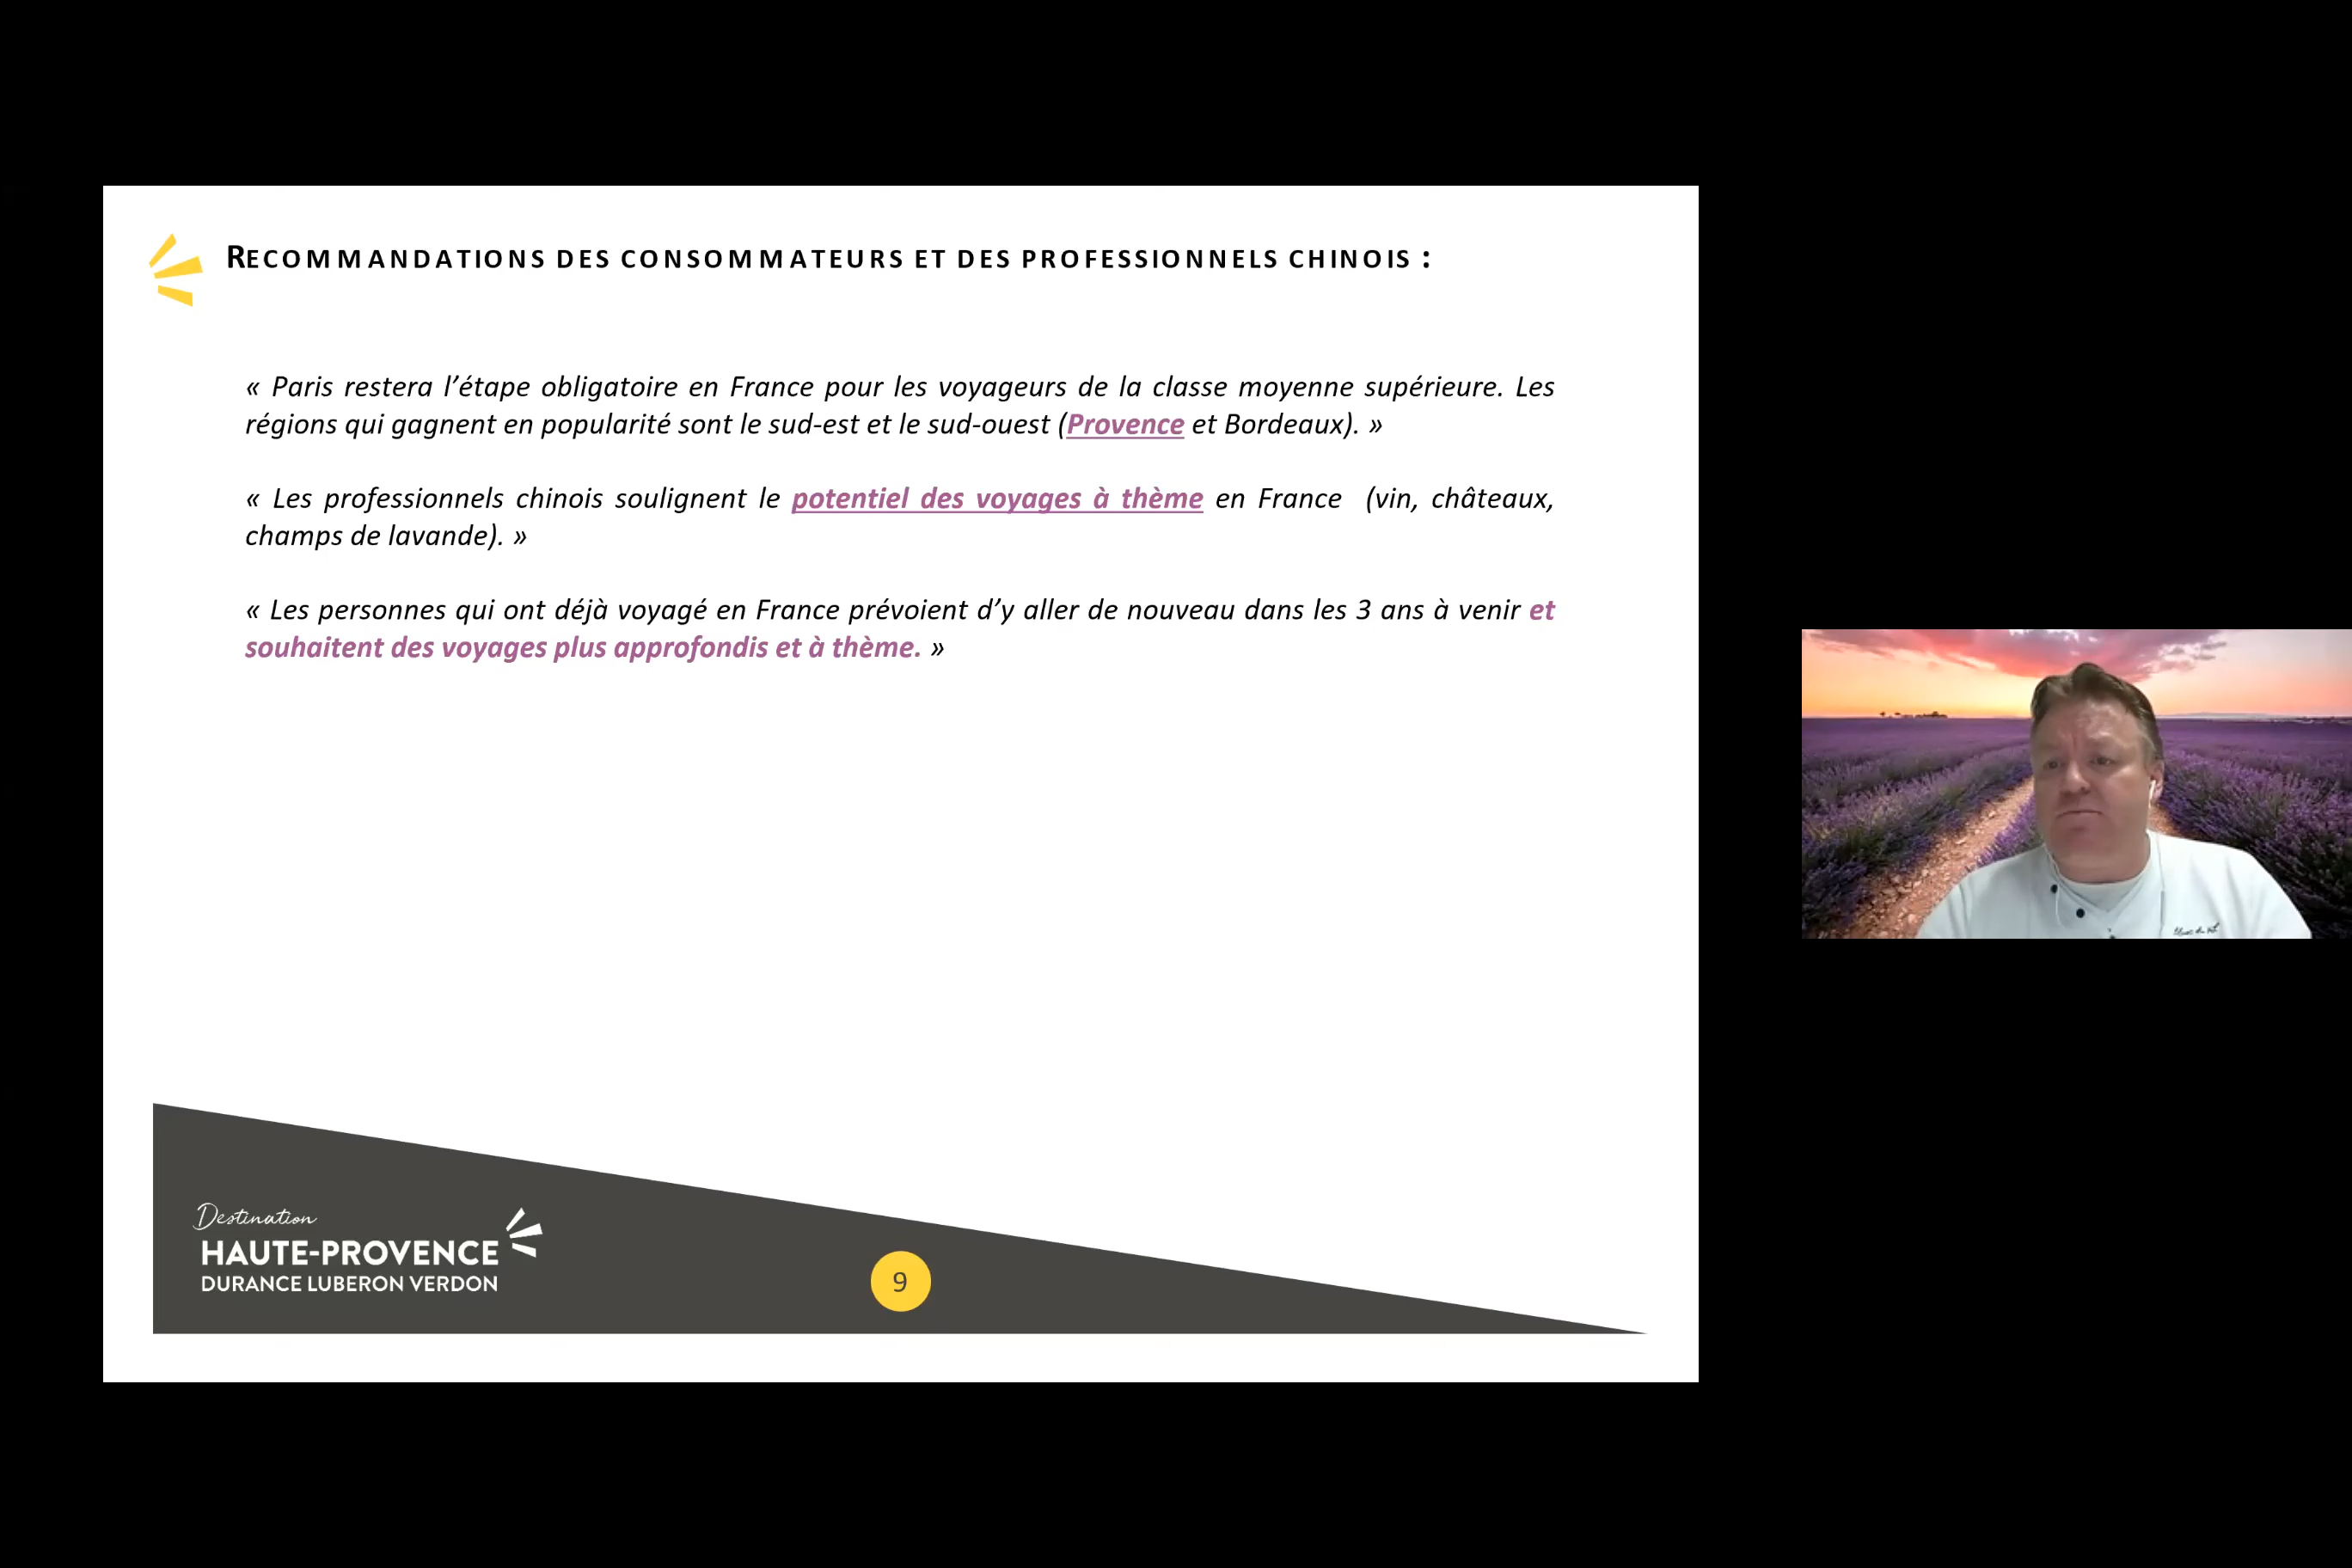 RECOMMANDATIONS DES CONSOMMATEURS ET DES PROFESSIONNELS CHINOIS :
« Paris restera l’étape obligatoire en France pour les voyageurs de la classe moyenne supérieure. Les
régions qui gagnent en popularité sont le sud-est et le sud-ouest (Provence et Bordeaux). »
« Les professionnels chinois soulignent le potentiel des voyages à thème en France (vin, châteaux,
champs de lavande). »
« Les personnes qui ont déjà voyagé en France prévoient d’y aller de nouveau dans les 3 ans à venir et
souhaitent des voyages plus approfondis et à thème. »
Destination
HAUTE-PROVENCE
DURANCE LUBERON VERDON
9